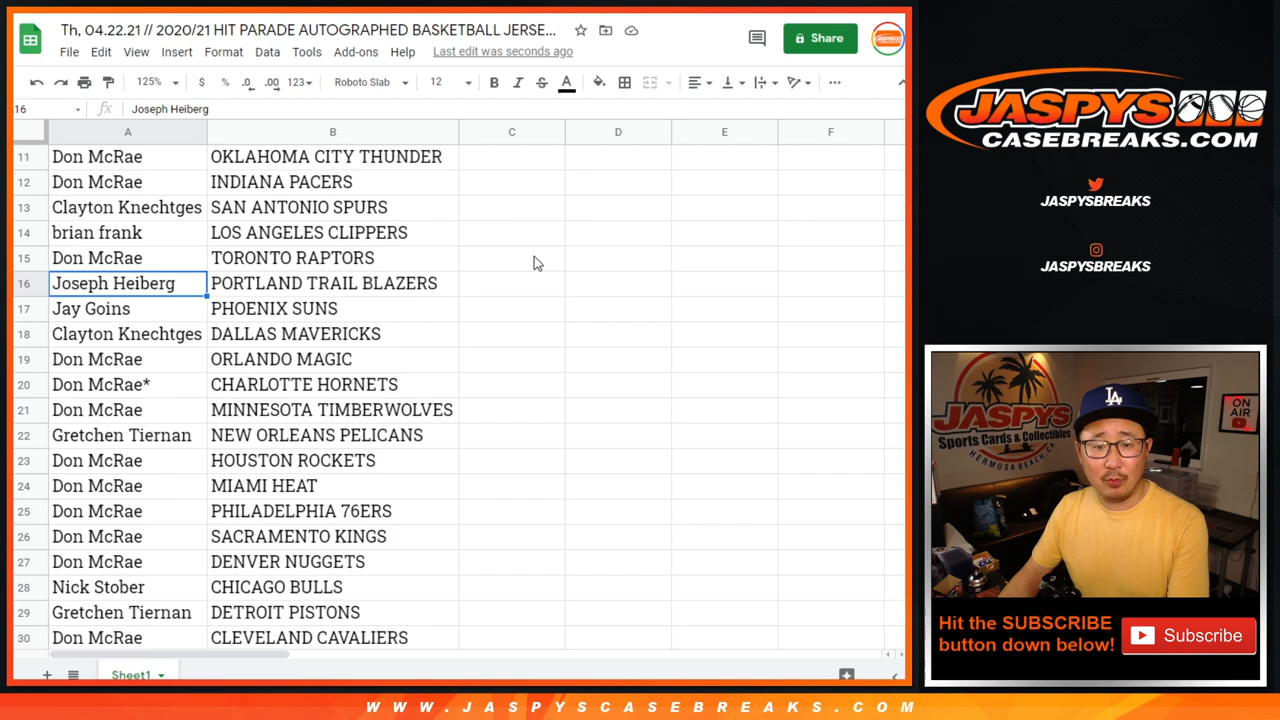 Th, 04.22.21 // 2020/21 HIT PARADE AUTOGRAPHED BASKETBALL JERSE...
File Edit View Insert Format Data Tools Add-ons Help Last edit was seconds ago
Share
125% $ % .0 .00 123 Roboto Slab 12 B I S A
16 fx Joseph Heiberg
A B C D E F
11 Don McRae OKLAHOMA CITY THUNDER
12 Don McRae INDIANA PACERS
13 Clayton Knechtges SAN ANTONIO SPURS
14 brian frank LOS ANGELES CLIPPERS
15 Don McRae TORONTO RAPTORS
16 Joseph Heiberg PORTLAND TRAIL BLAZERS
17 Jay Goins PHOENIX SUNS
18 Clayton Knechtges DALLAS MAVERICKS
19 Don McRae ORLANDO MAGIC
20 Don McRae* CHARLOTTE HORNETS
21 Don McRae MINNESOTA TIMBERWOLVES
22 Gretchen Tiernan NEW ORLEANS PELICANS
23 Don McRae HOUSTON ROCKETS
24 Don McRae MIAMI HEAT
25 Don McRae PHILADELPHIA 76ERS
26 Don McRae SACRAMENTO KINGS
27 Don McRae DENVER NUGGETS
28 Nick Stober CHICAGO BULLS
29 Gretchen Tiernan DETROIT PISTONS
30 Don McRae CLEVELAND CAVALIERS
Sheet1
JASPYS
CASEBREAKS.COM
JASPYSBREAKS
JASPYSBREAKS
JASPYS
Sports Cards & Collectibles
HERMOSA BEACH, CA
LA
ON
AIR
Hit the SUBSCRIBE
button down below!
Subscribe
WWW.JASPYSCASEBREAKS.COM